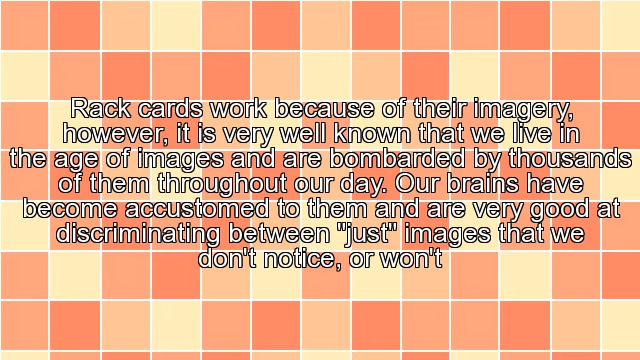 Rack cards work because of their imagery,
however, it is very well known that we live in
the age of images and are bombarded by thousands
of them throughout our day. Our brains have
become accustomed to them and are very good at
discriminating between "just" images that we
don't notice, or won't